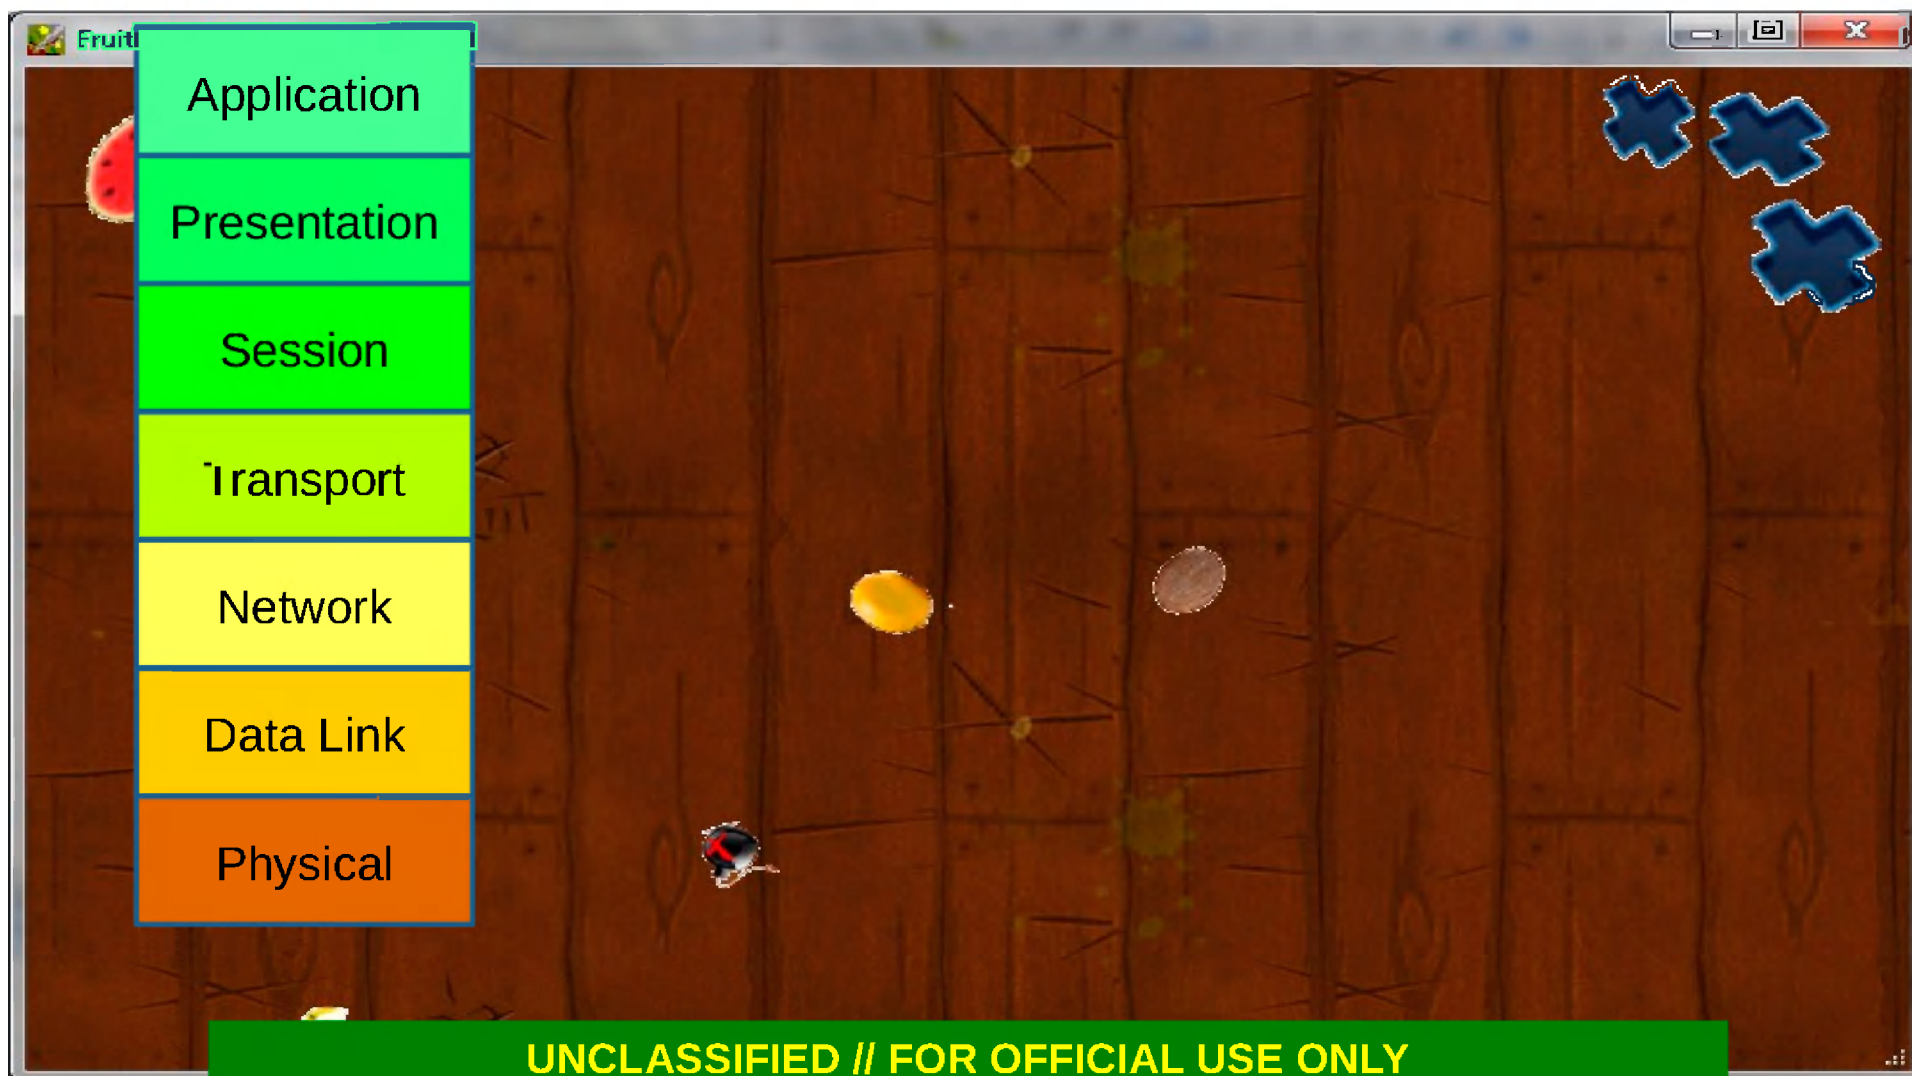 Fruit
Application
Presentation
Session
Transport
Network
Data Link
Physical
UNCLASSIFIED // FOR OFFICIAL USE ONLY